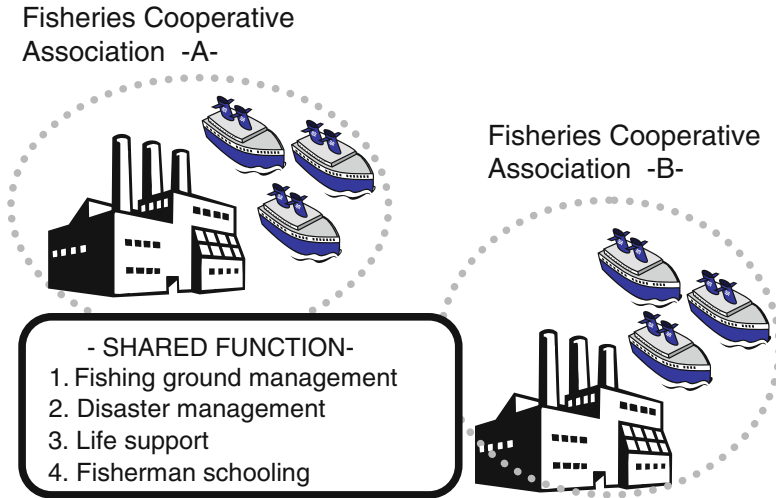 Fisheries Cooperative
Association -A-
Fisheries Cooperative
Association -B-
- SHARED FUNCTION-
1. Fishing ground management
2. Disaster management
3. Life support
4. Fisherman schooling